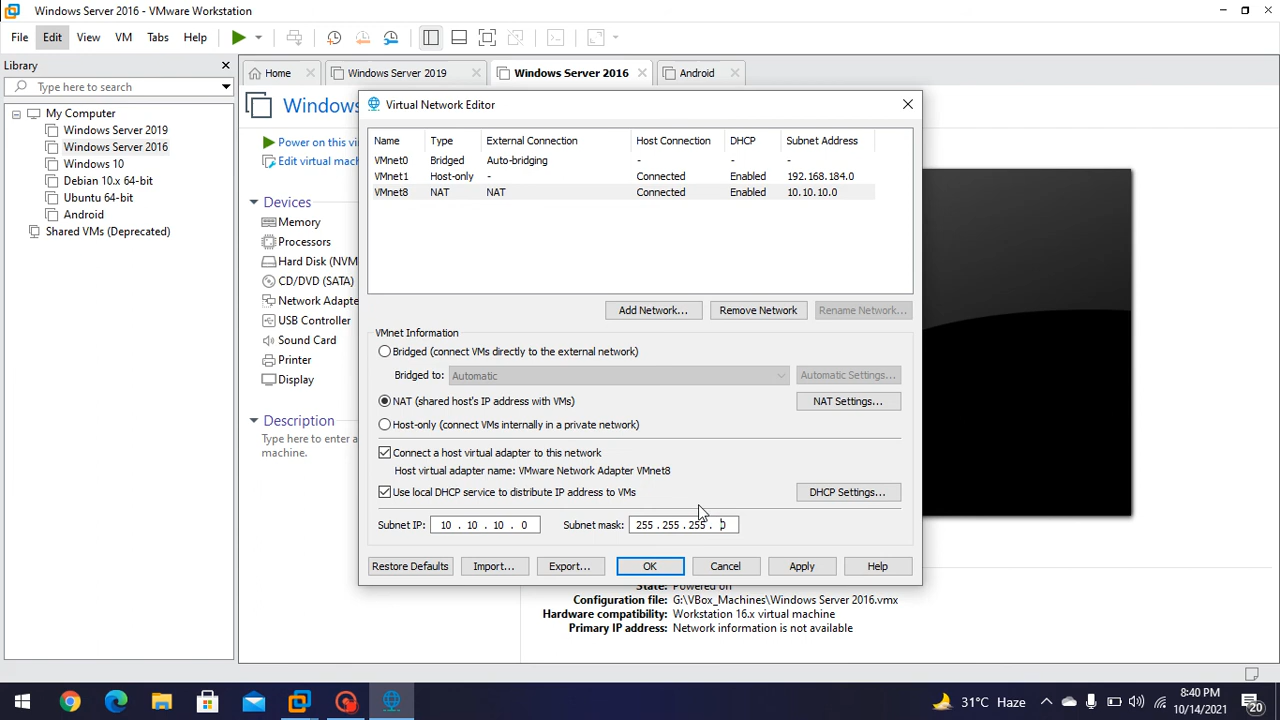 Windows Server 2016 - VMware Workstation
File Edit View VM Tabs Help
Library
Type here to search
My Computer
Windows Server 2019
Windows Server 2016
Windows 10
Debian 10.x 64-bit
Ubuntu 64-bit
Android
Shared VMs (Deprecated)
Home Windows Server 2019 Windows Server 2016 Android
Windows
Power on this vi
Edit virtual mach
Devices
Memory
Processors
Hard Disk (NVM
CD/DVD (SATA)
Network Adapte
USB Controller
Sound Card
Printer
Display
Description
Type here to enter a
machine.
Virtual Network Editor
Name Type External Connection Host Connection DHCP Subnet Address
VMnet0 Bridged Auto-bridging - - -
VMnet1 Host-only - Connected Enabled 192.168.184.0
VMnet8 NAT NAT Connected Enabled 10.10.10.0
Add Network... Remove Network Rename Network...
VMnet Information
Bridged (connect VMs directly to the external network)
Bridged to: Automatic Automatic Settings...
NAT (shared host's IP address with VMs) NAT Settings...
Host-only (connect VMs internally in a private network)
Connect a host virtual adapter to this network
Host virtual adapter name: VMware Network Adapter VMnet8
Use local DHCP service to distribute IP address to VMs DHCP Settings...
Subnet IP: 10 . 10 . 10 . 0 Subnet mask: 255 . 255 . 255 . 0
Restore Defaults Import... Export... OK Cancel Apply Help
Configuration file: G:\VBox_Machines\Windows Server 2016.vmx
Hardware compatibility: Workstation 16.x virtual machine
Primary IP address: Network information is not available
31°C Haze
8:40 PM
10/14/2021
20